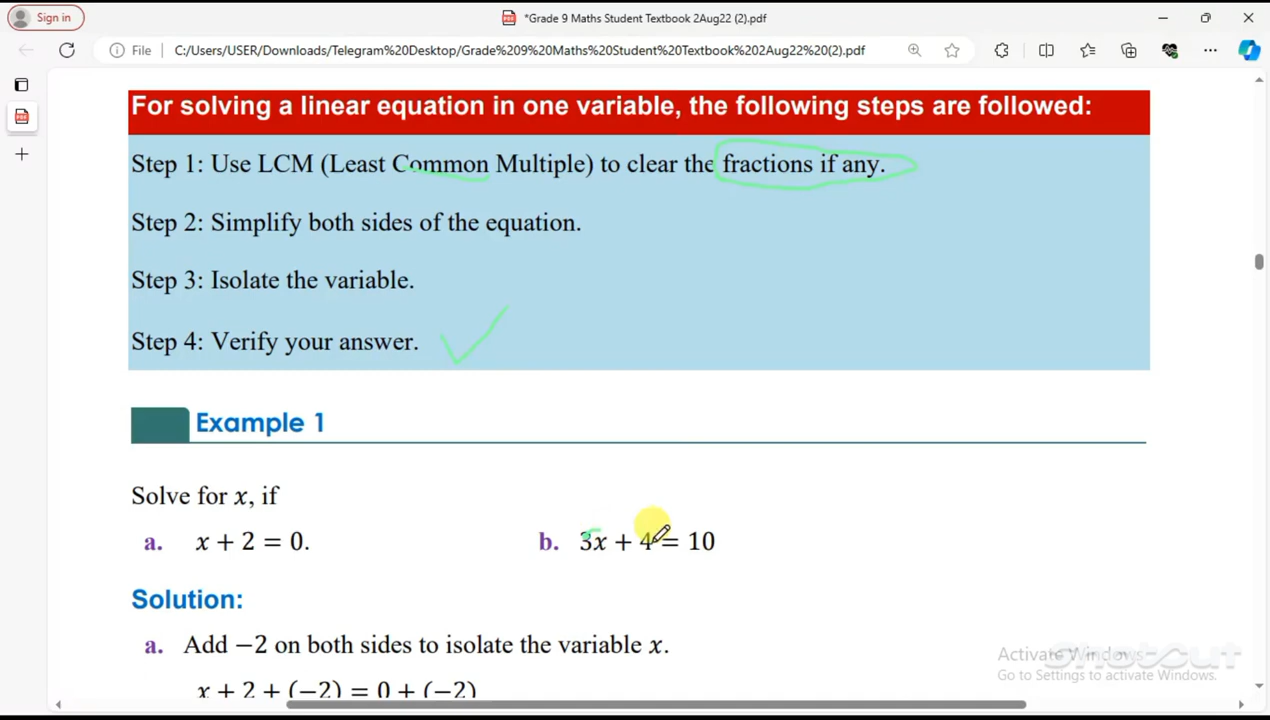 Sign in
*Grade 9 Maths Student Textbook 2Aug22 (2).pdf
File
C:/Users/USER/Downloads/Telegram%20Desktop/Grade%209%20Maths%20Student%20Textbook%202Aug22%20(2).pdf
For solving a linear equation in one variable, the following steps are followed:
Step 1: Use LCM (Least Common Multiple) to clear the fractions if any.
Step 2: Simplify both sides of the equation.
Step 3: Isolate the variable.
Step 4: Verify your answer.
Example 1
Solve for x, if
a. x + 2 = 0. b. 3x + 4 = 10
Solution:
a. Add −2 on both sides to isolate the variable x.
x + 2 + (−2) = 0 + (−2)
Activate Windows
Go to Settings to activate Windows.
Shotcut